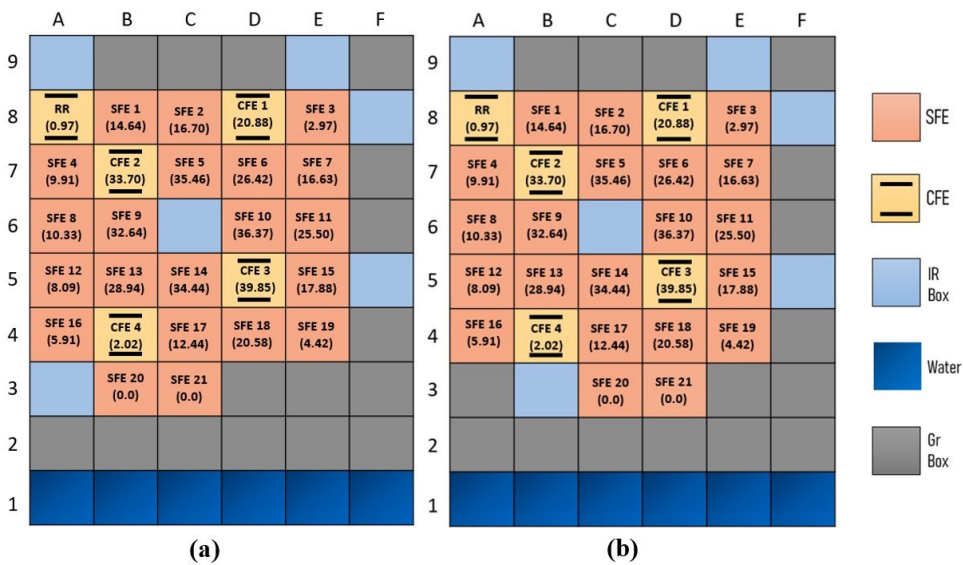 A B C D E F
9
8 RR SFE 1 SFE 2 CFE 1 SFE 3
(0.97) (14.64) (16.70) (20.88) (2.97)
7 SFE 4 CFE 2 SFE 5 SFE 6 SFE 7
(9.91) (33.70) (35.46) (26.42) (16.63)
6 SFE 8 SFE 9 SFE 10 SFE 11
(10.33) (32.64) (36.37) (25.50)
5 SFE 12 SFE 13 SFE 14 CFE 3 SFE 15
(8.09) (28.94) (34.44) (39.85) (17.88)
4 SFE 16 CFE 4 SFE 17 SFE 18 SFE 19
(5.91) (2.02) (12.44) (20.58) (4.42)
3 SFE 20 SFE 21
(0.0) (0.0)
2
1
(a)
A B C D E F
9
8 RR SFE 1 SFE 2 CFE 1 SFE 3
(0.97) (14.64) (16.70) (20.88) (2.97)
7 SFE 4 CFE 2 SFE 5 SFE 6 SFE 7
(9.91) (33.70) (35.46) (26.42) (16.63)
6 SFE 8 SFE 9 SFE 10 SFE 11
(10.33) (32.64) (36.37) (25.50)
5 SFE 12 SFE 13 SFE 14 CFE 3 SFE 15
(8.09) (28.94) (34.44) (39.85) (17.88)
4 SFE 16 CFE 4 SFE 17 SFE 18 SFE 19
(5.91) (2.02) (12.44) (20.58) (4.42)
3 SFE 20 SFE 21
(0.0) (0.0)
2
1
(b)
SFE
CFE
IR
Box
Water
Gr
Box